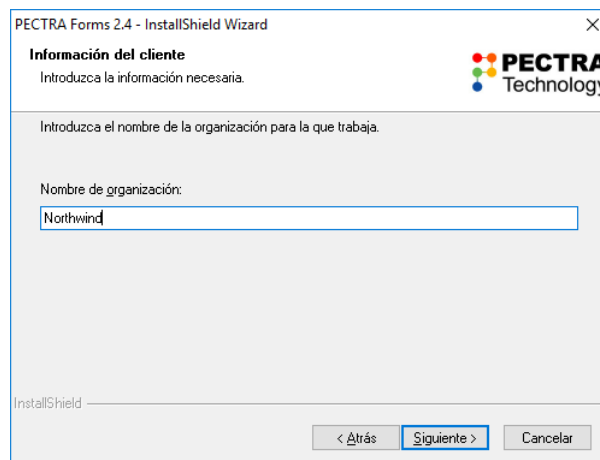 PECTRA Forms 2.4 - InstallShield Wizard
Información del cliente
Introduzca la información necesaria.
PECTRA
Technology
Introduzca el nombre de la organización para la que trabaja.
Nombre de organización:
Northwind
InstallShield
< Atrás
Siguiente >
Cancelar